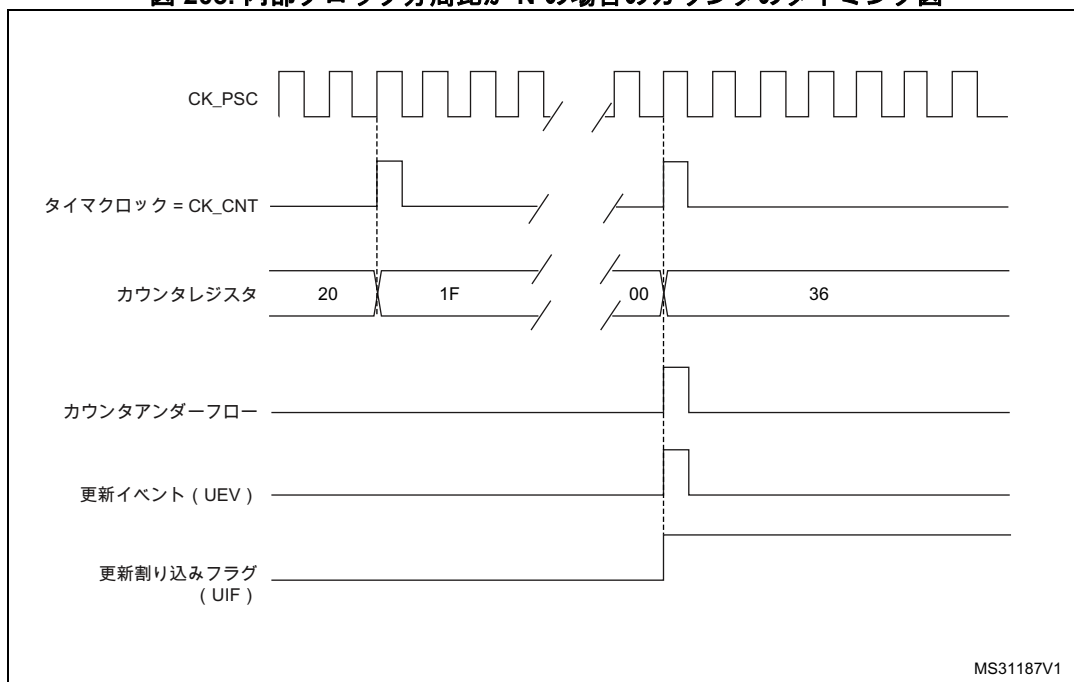 CK_PSC
タイマクロック = CK_CNT
カウンタレジスタ 20 1F 00 36
カウンタアンダーフロー
更新イベント ( UEV )
更新割り込みフラグ
( UIF )
MS31187V1